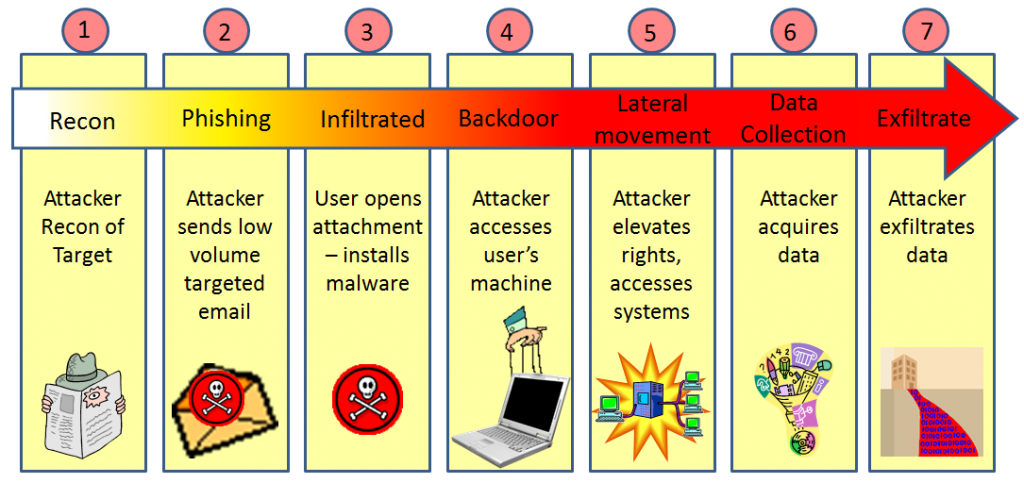 1
2
3
4
5
6
7
Recon
Phishing
Infiltrated
Backdoor
Lateral
movement
Data
Collection
Exfiltrate
Attacker
Recon of
Target
Attacker
sends low
volume
targeted
email
User opens
attachment
– installs
malware
Attacker
accesses
user’s
machine
Attacker
elevates
rights,
accesses
systems
Attacker
acquires
data
Attacker
exfiltrates
data